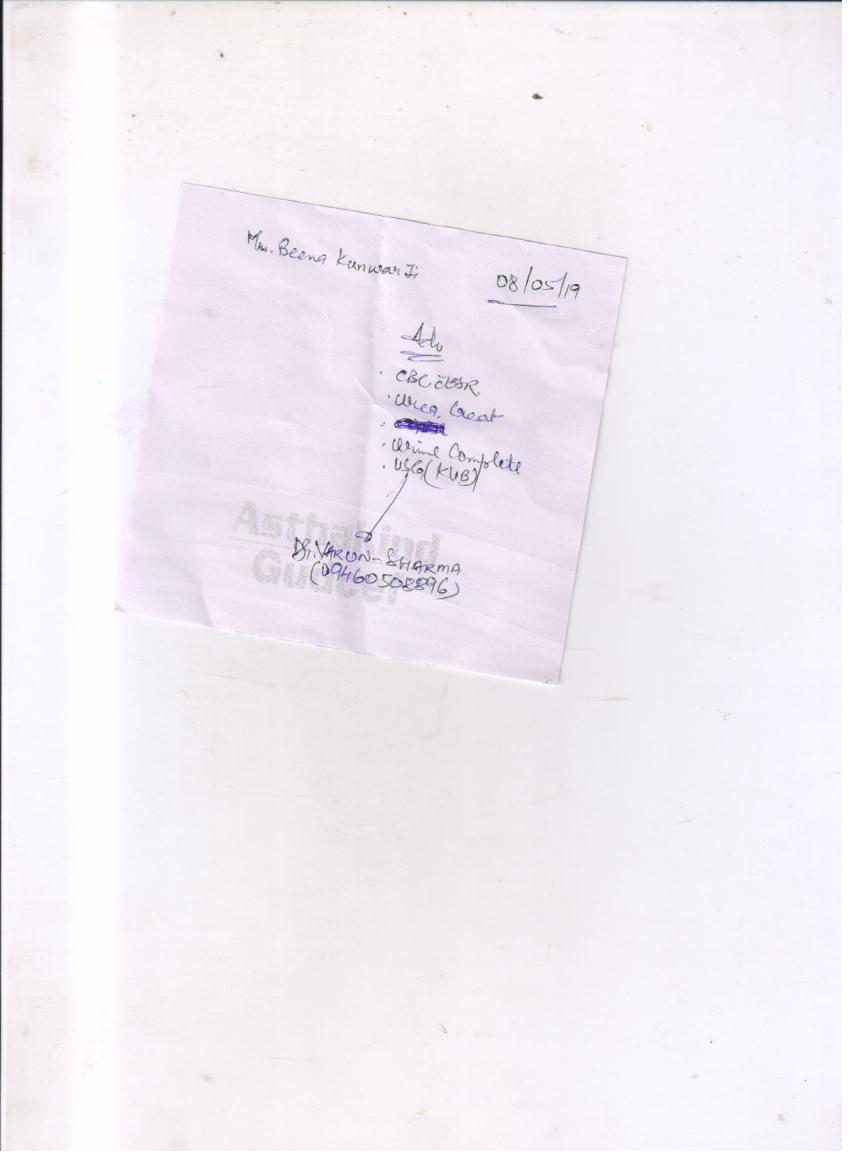 Mrs. Beena Kunwar Ji
08/05/19
Adv
· CBC c̄ ESR
· Urea, Creat
· Urine Complete
· USG (KUB)
Asthakind
Dr. VARUN - SHARMA
(09460508896)